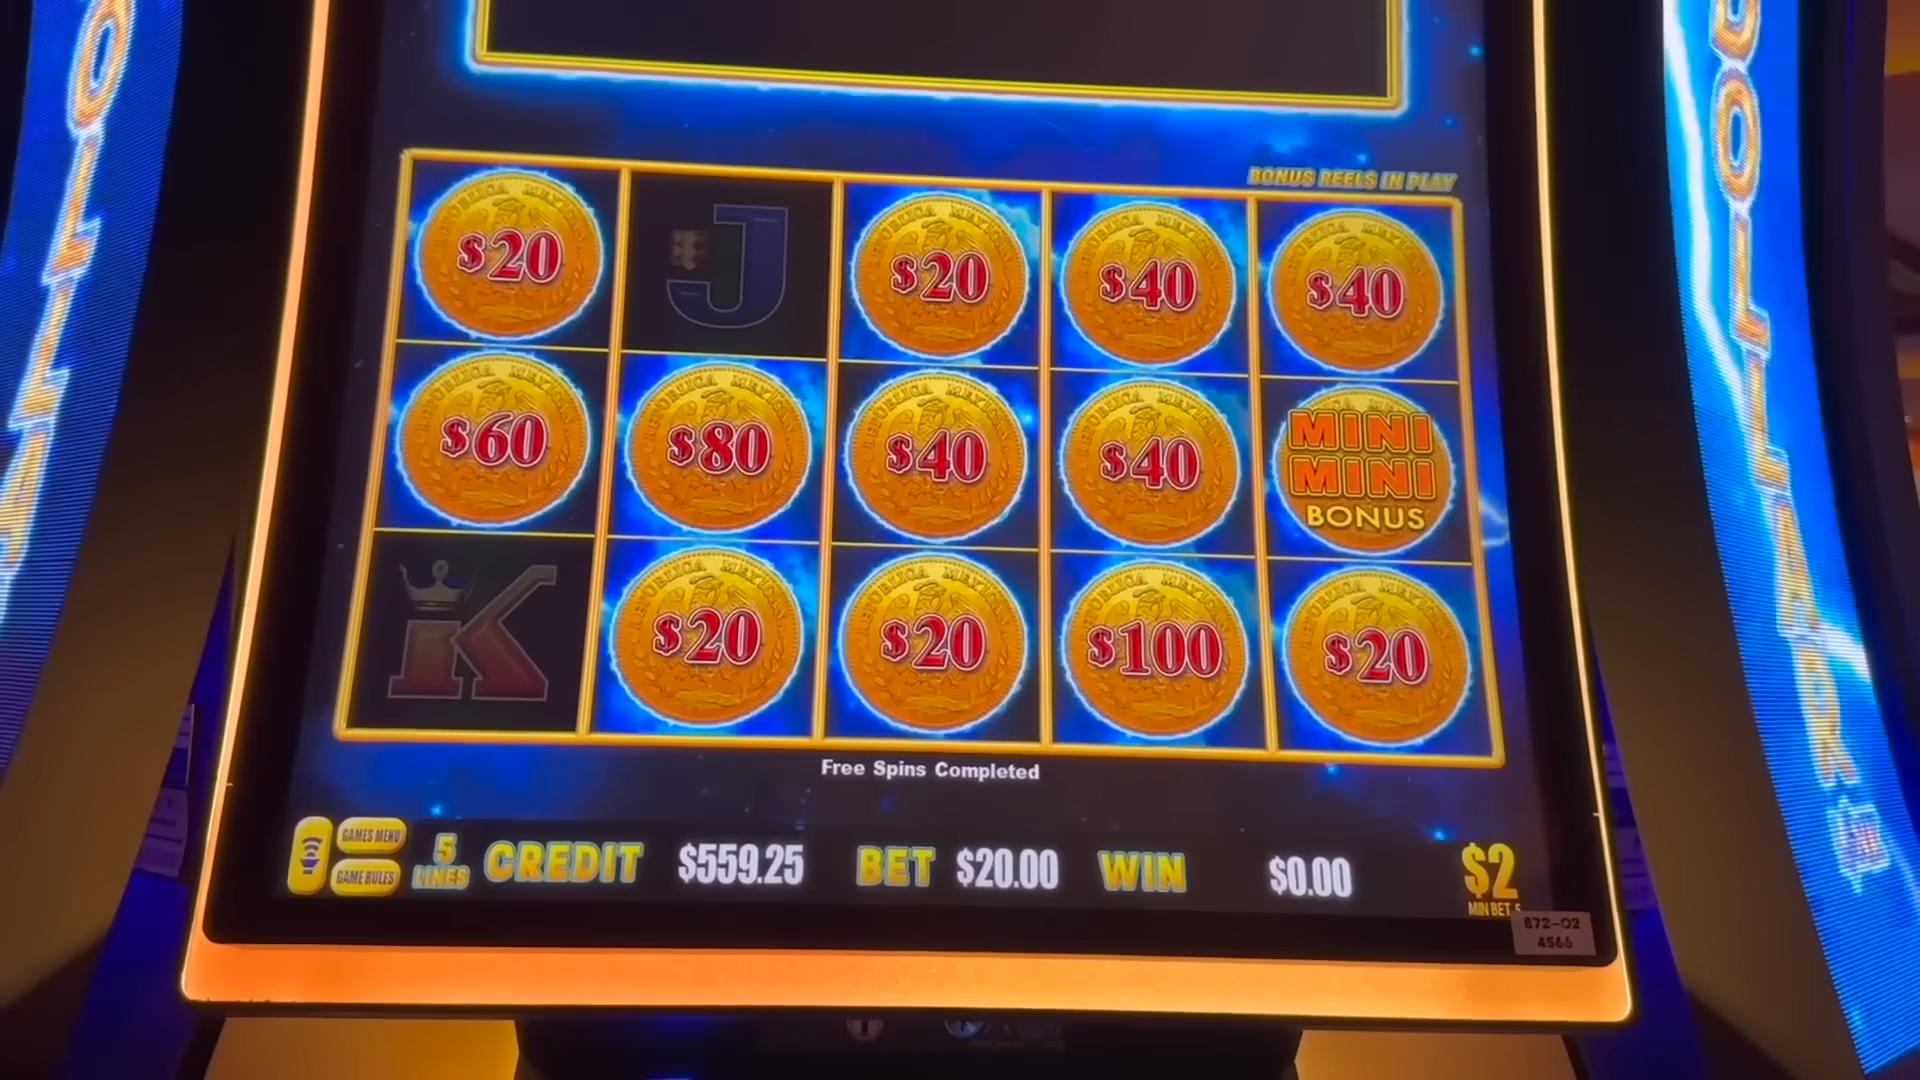 BONUS REELS IN PLAY
$20 J $20 $40 $40
$60 $80 $40 $40 MINI
MINI
BONUS
K $20 $20 $100 $20
Free Spins Completed
GAMES MENU
GAME RULES
5
LINES
CREDIT $559.25 BET $20.00 WIN $0.00
$2
MIN BET
872-02
4566